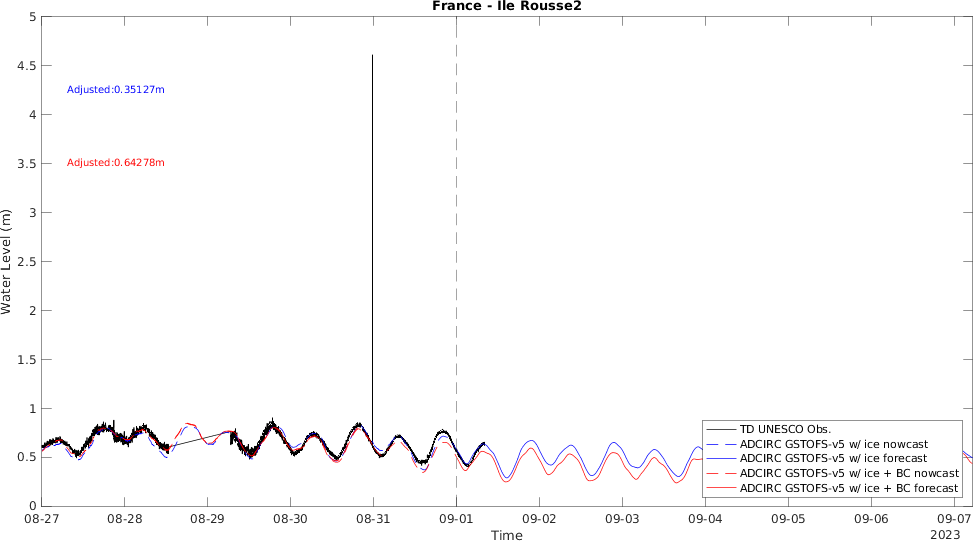 France - Ile Rousse2
5
4.5
4
3.5
3
2.5
2
1.5
1
0.5
0
Water Level (m)
Adjusted:0.35127m
Adjusted:0.64278m
TD UNESCO Obs.
ADCIRC GSTOFS-v5 w/ ice nowcast
ADCIRC GSTOFS-v5 w/ ice forecast
ADCIRC GSTOFS-v5 w/ ice + BC nowcast
ADCIRC GSTOFS-v5 w/ ice + BC forecast
08-27 08-28 08-29 08-30 08-31 09-01 09-02 09-03 09-04 09-05 09-06 09-07
Time
2023